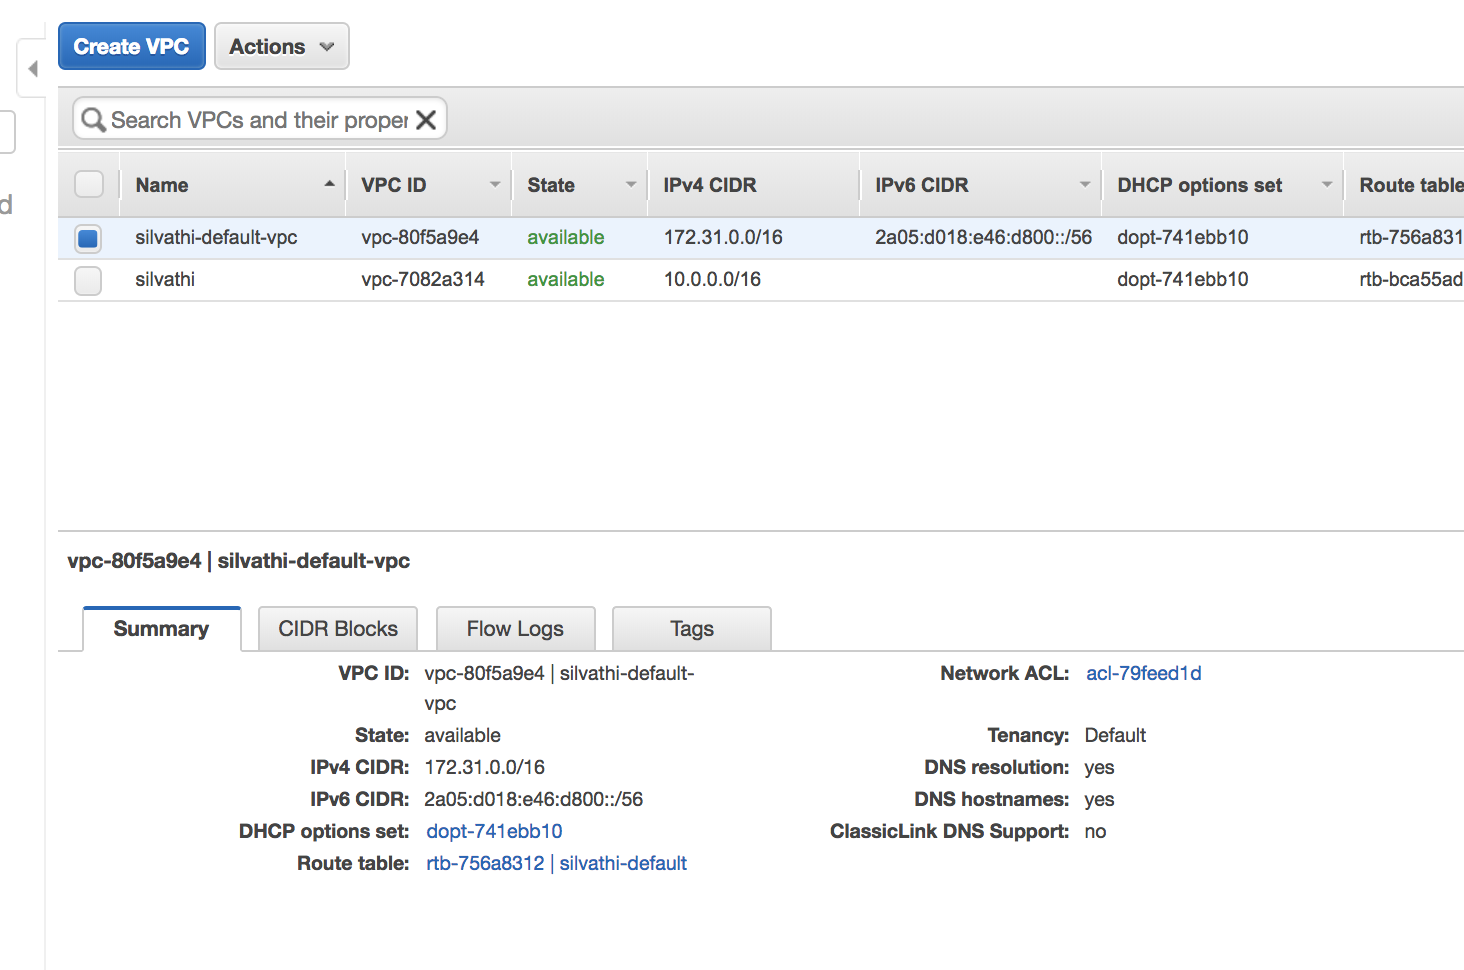 Create VPC Actions
Search VPCs and their proper
d
Name VPC ID State IPv4 CIDR IPv6 CIDR DHCP options set Route table
silvathi-default-vpc vpc-80f5a9e4 available 172.31.0.0/16 2a05:d018:e46:d800::/56 dopt-741ebb10 rtb-756a831
silvathi vpc-7082a314 available 10.0.0.0/16 dopt-741ebb10 rtb-bca55ad
vpc-80f5a9e4 | silvathi-default-vpc
Summary CIDR Blocks Flow Logs Tags
VPC ID: vpc-80f5a9e4 | silvathi-default- Network ACL: acl-79feed1d
vpc
State: available Tenancy: Default
IPv4 CIDR: 172.31.0.0/16 DNS resolution: yes
IPv6 CIDR: 2a05:d018:e46:d800::/56 DNS hostnames: yes
DHCP options set: dopt-741ebb10 ClassicLink DNS Support: no
Route table: rtb-756a8312 | silvathi-default